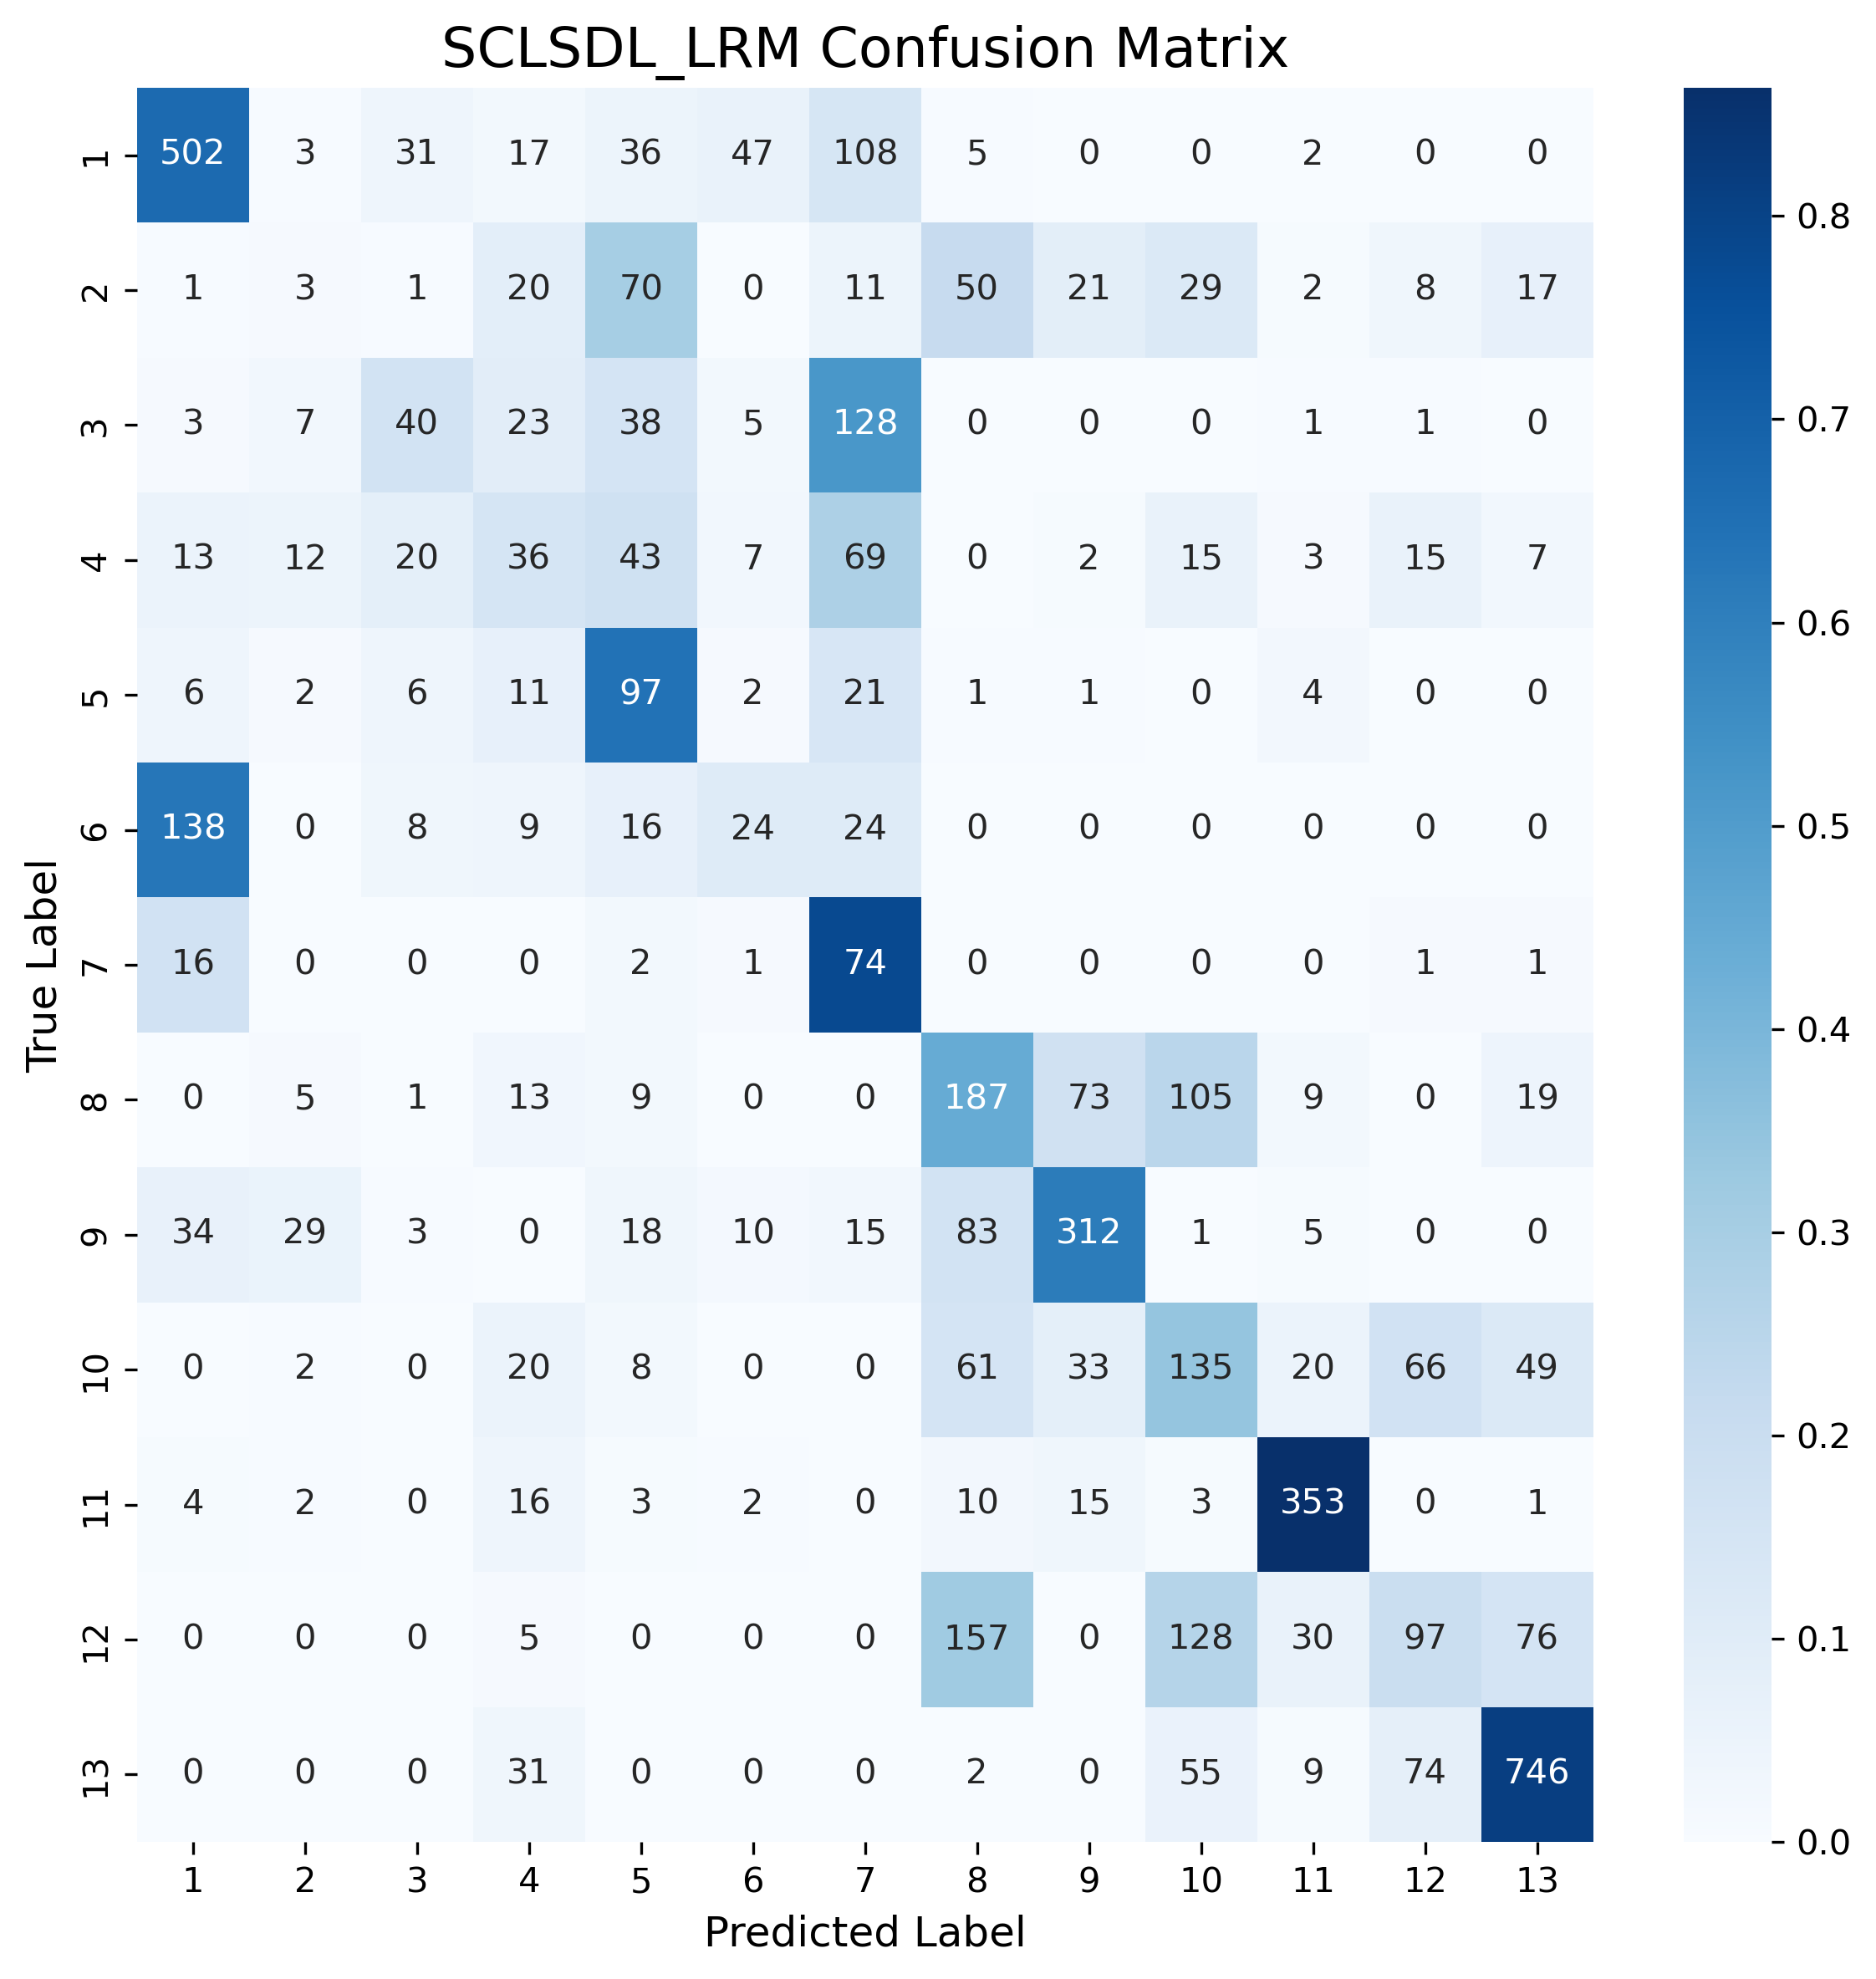 SCLSDL_LRM Confusion Matrix
1 502 3 31 17 36 47 108 5 0 0 2 0 0
2 1 3 1 20 70 0 11 50 21 29 2 8 17
3 3 7 40 23 38 5 128 0 0 0 1 1 0
4 13 12 20 36 43 7 69 0 2 15 3 15 7
5 6 2 6 11 97 2 21 1 1 0 4 0 0
6 138 0 8 9 16 24 24 0 0 0 0 0 0
7 16 0 0 0 2 1 74 0 0 0 0 1 1
8 0 5 1 13 9 0 0 187 73 105 9 0 19
9 34 29 3 0 18 10 15 83 312 1 5 0 0
10 0 2 0 20 8 0 0 61 33 135 20 66 49
11 4 2 0 16 3 2 0 10 15 3 353 0 1
12 0 0 0 5 0 0 0 157 0 128 30 97 76
13 0 0 0 31 0 0 0 2 0 55 9 74 746
1 2 3 4 5 6 7 8 9 10 11 12 13
Predicted Label
True Label
0.8
0.7
0.6
0.5
0.4
0.3
0.2
0.1
0.0